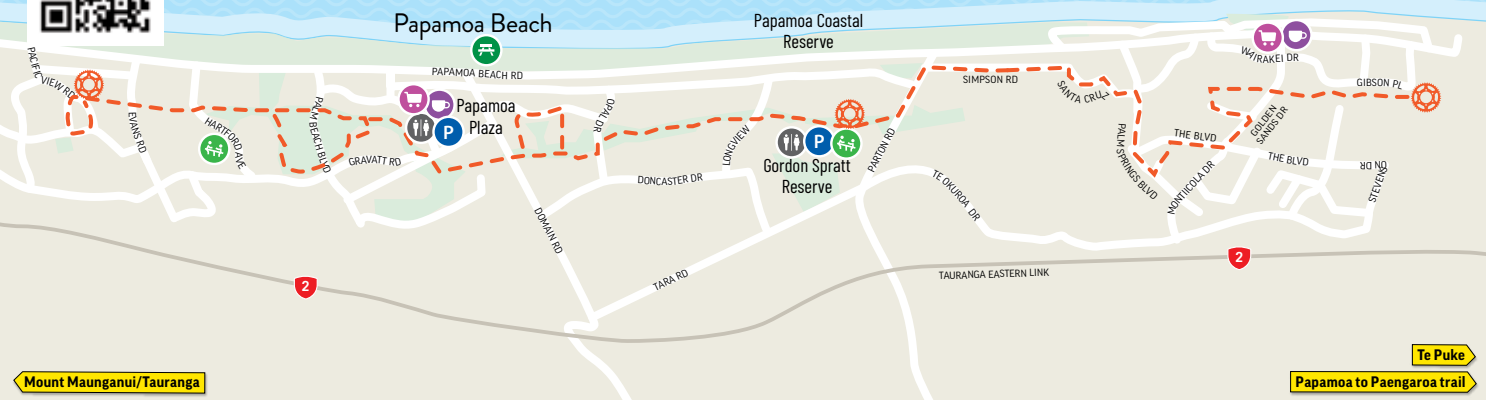 Papamoa Beach
Papamoa Coastal
Reserve
PACIFIC VIEW RD
PAPAMOA BEACH RD
WAIRAKEI DR
SIMPSON RD
SANTA CRUZ
GIBSON PL
EVANS RD
HARTFORD AVE
PALM BEACH BLVD
Papamoa
Plaza
P
OPAL DR
GRAVATT RD
LONGVIEW
P
Gordon Spratt
Reserve
PARTON RD
GOLDEN
SANDS DR
THE BLVD
THE BLVD
PALM SPRINGS BLVD
MONTIICOLA DR
STEVENSON DR
DONCASTER DR
TE OKUROA DR
DOMAIN RD
TARA RD
TAURANGA EASTERN LINK
2
2
Mount Maunganui/Tauranga
Te Puke
Papamoa to Paengaroa trail